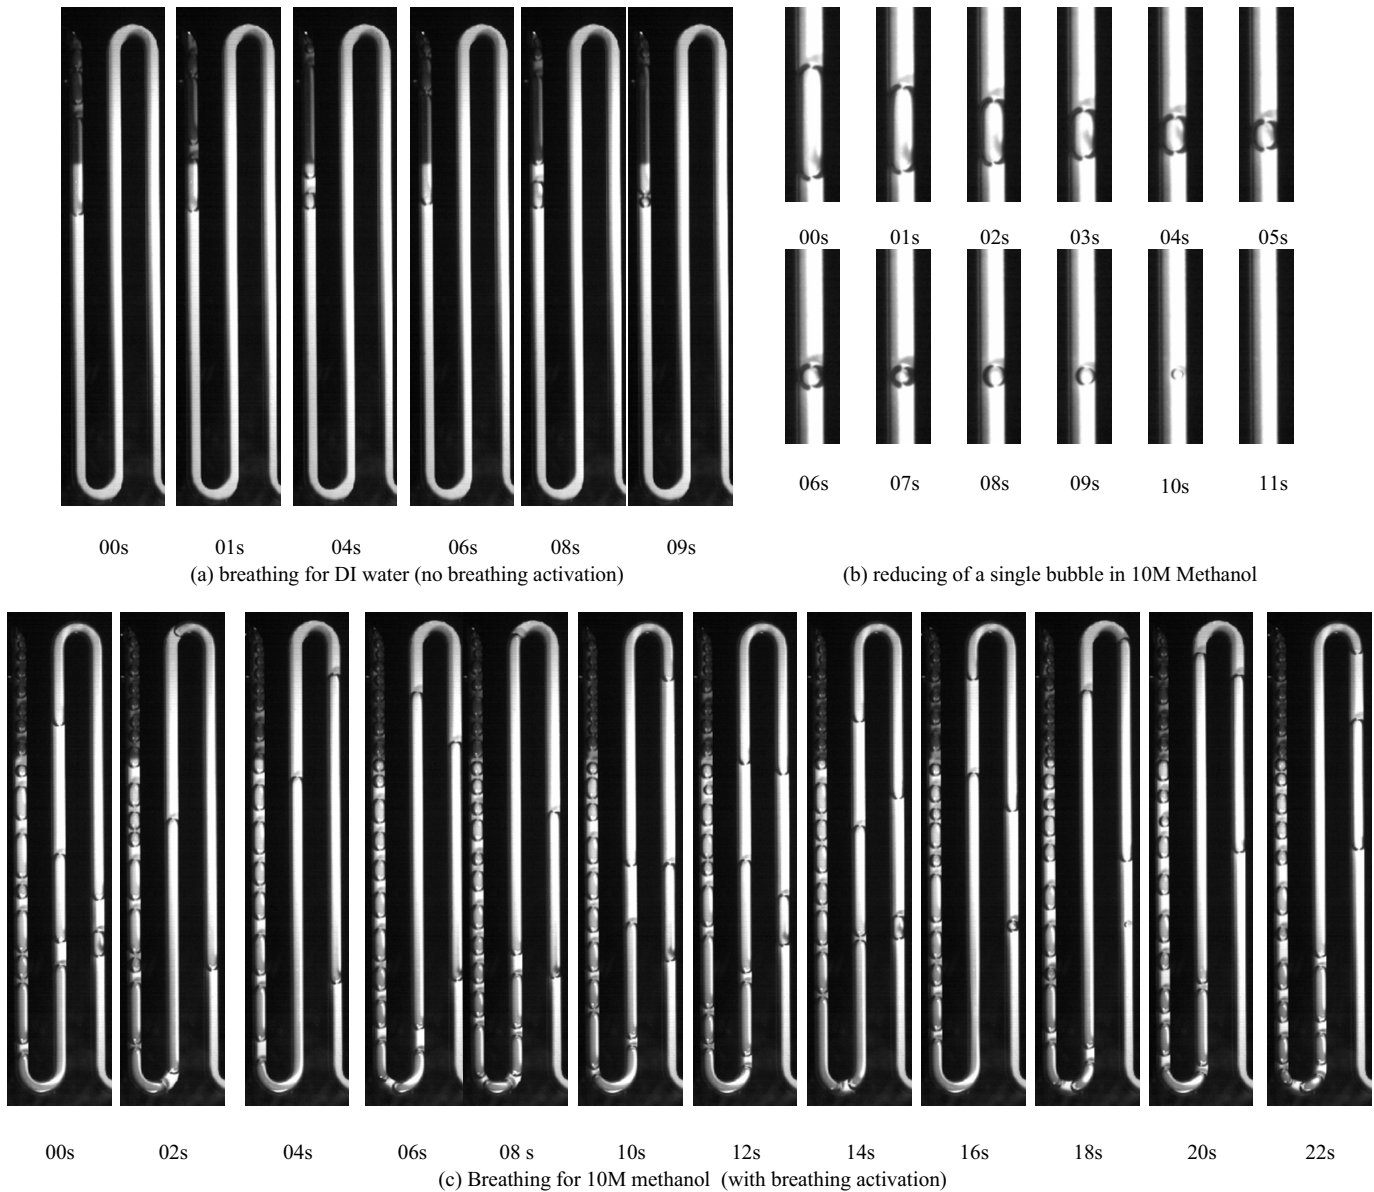 00s 01s 02s 03s 04s 05s
06s 07s 08s 09s 10s 11s
00s 01s 04s 06s 08s 09s
(a) breathing for DI water (no breathing activation)
(b) reducing of a single bubble in 10M Methanol
00s 02s 04s 06s 08 s 10s 12s 14s 16s 18s 20s 22s
(c) Breathing for 10M methanol (with breathing activation)